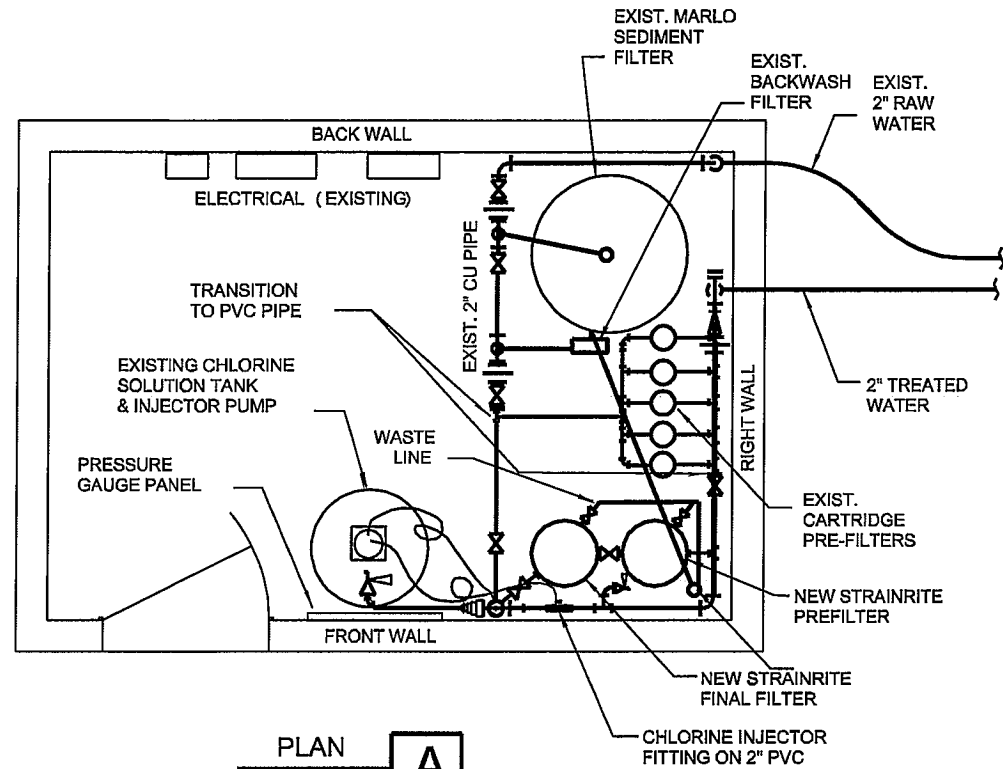 EXIST. MARLO
SEDIMENT
FILTER
EXIST.
BACKWASH
FILTER
EXIST.
2" RAW
WATER
BACK WALL
ELECTRICAL (EXISTING)
EXIST. 2" CU PIPE
TRANSITION
TO PVC PIPE
EXISTING CHLORINE
SOLUTION TANK
& INJECTOR PUMP
RIGHT WALL
2" TREATED
WATER
WASTE
LINE
PRESSURE
GAUGE PANEL
EXIST.
CARTRIDGE
PRE-FILTERS
NEW STRAINRITE
PREFILTER
FRONT WALL
NEW STRAINRITE
FINAL FILTER
CHLORINE INJECTOR
FITTING ON 2" PVC
PLAN
A